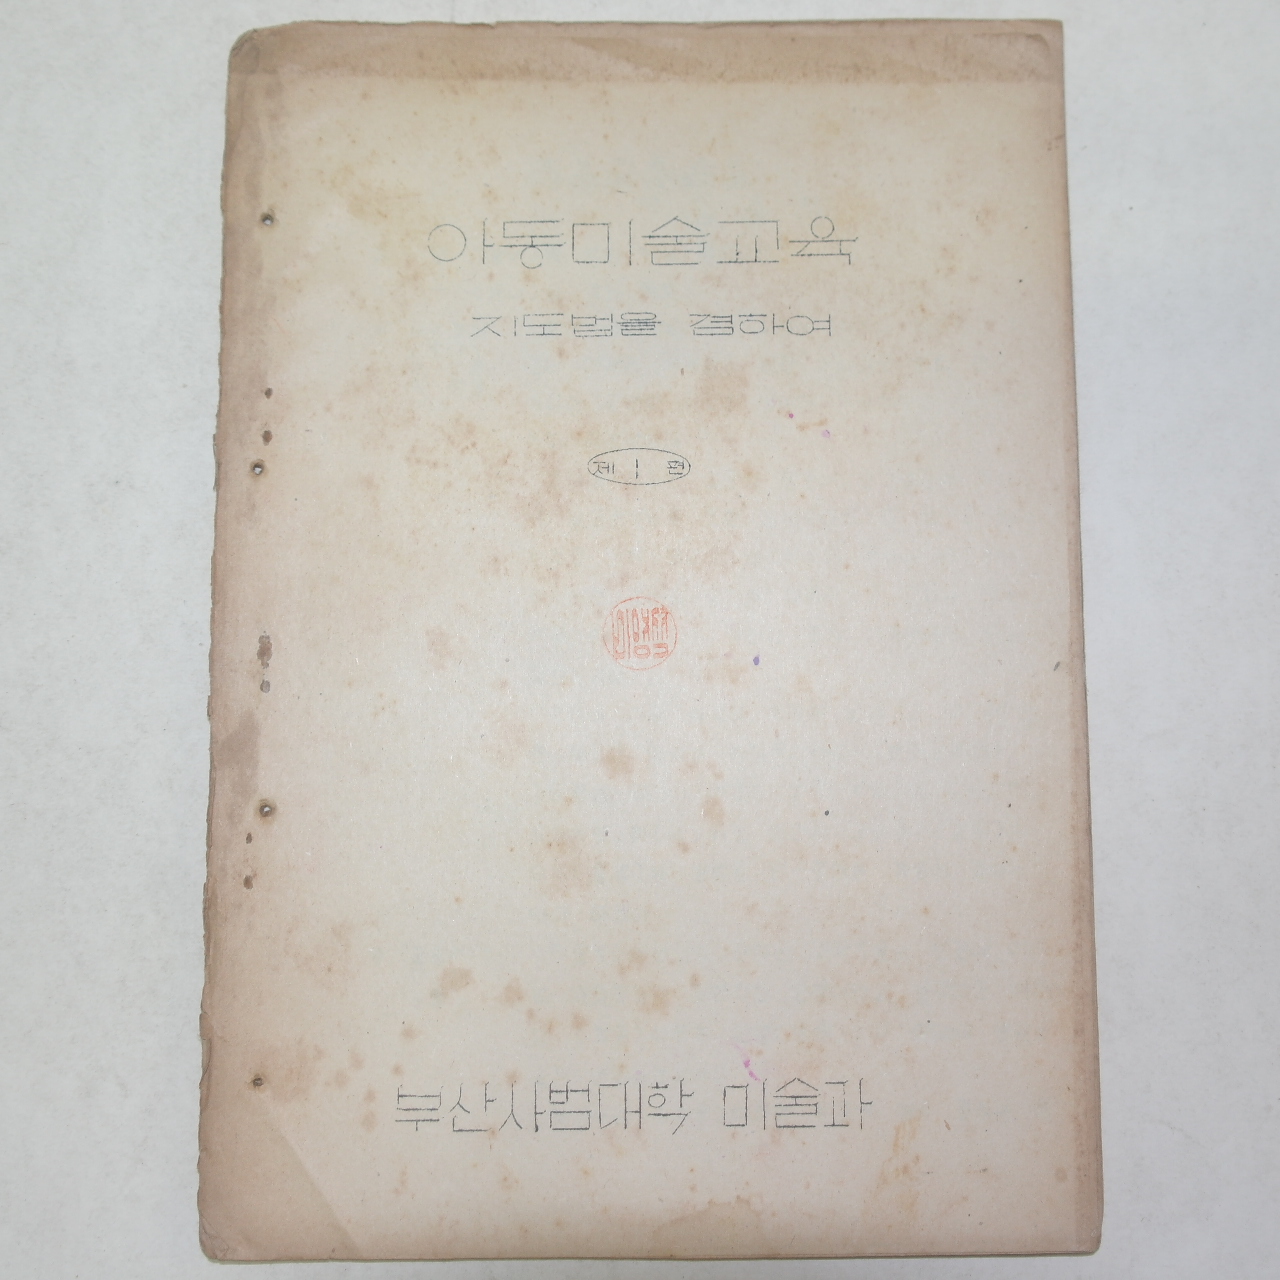 아동미술교육
지도법을 겸하여
제 1 편
부산사범대학 미술과